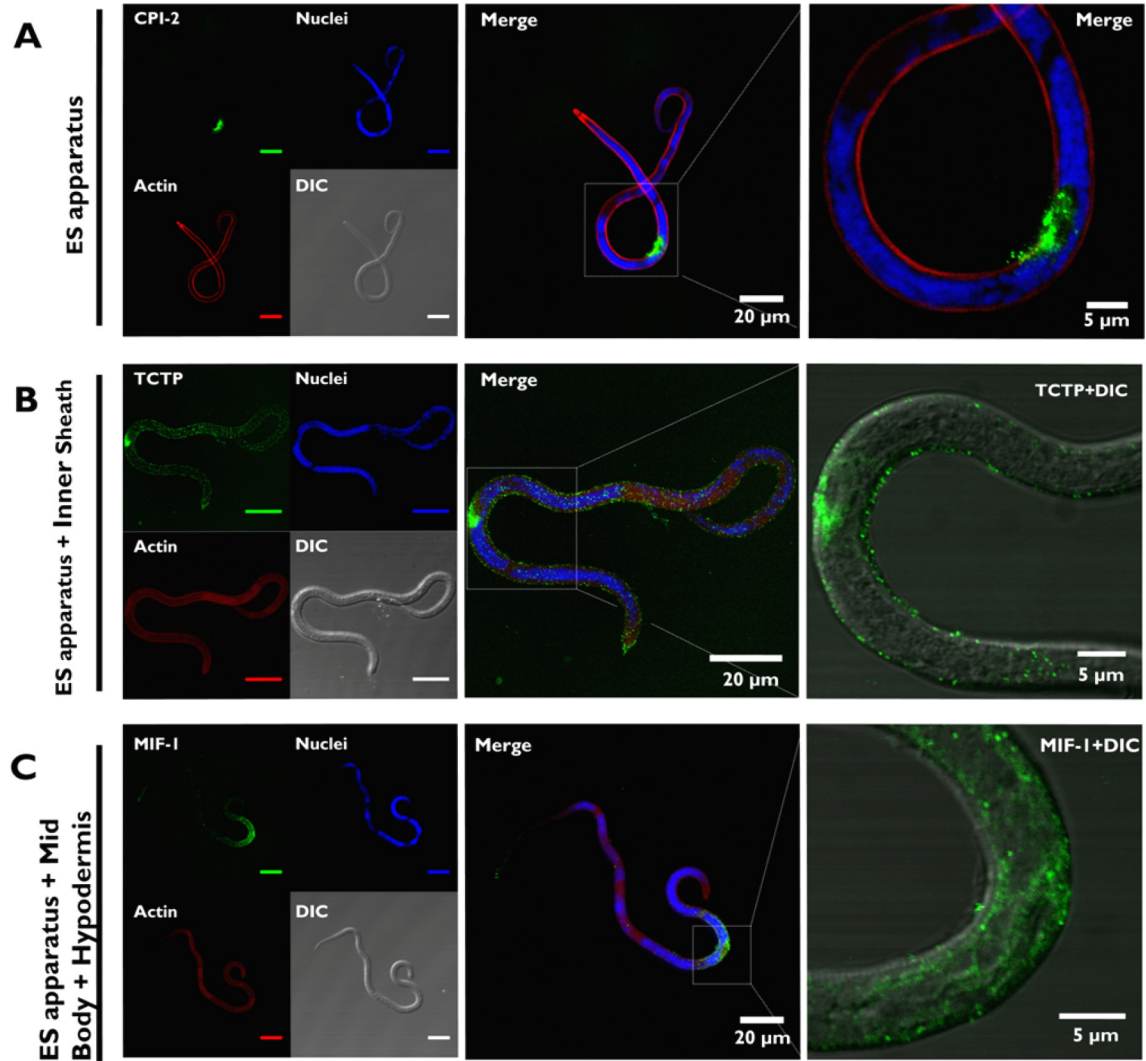 A
ES apparatus
CPI-2
Nuclei
Actin
DIC
Merge
20 µm
Merge
5 µm
B
ES apparatus + Inner Sheath
TCTP
Nuclei
Actin
DIC
Merge
20 µm
TCTP+DIC
5 µm
C
ES apparatus + Mid
Body + Hypodermis
MIF-1
Nuclei
Actin
DIC
Merge
20 µm
MIF-1+DIC
5 µm